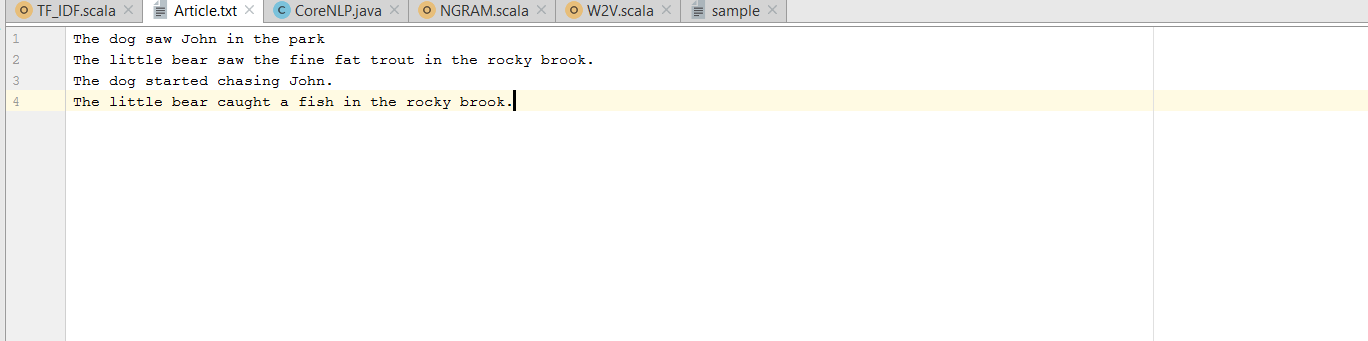 TF_IDF.scala Article.txt CoreNLP.java NGRAM.scala W2V.scala sample
1 The dog saw John in the park
2 The little bear saw the fine fat trout in the rocky brook.
3 The dog started chasing John.
4 The little bear caught a fish in the rocky brook.